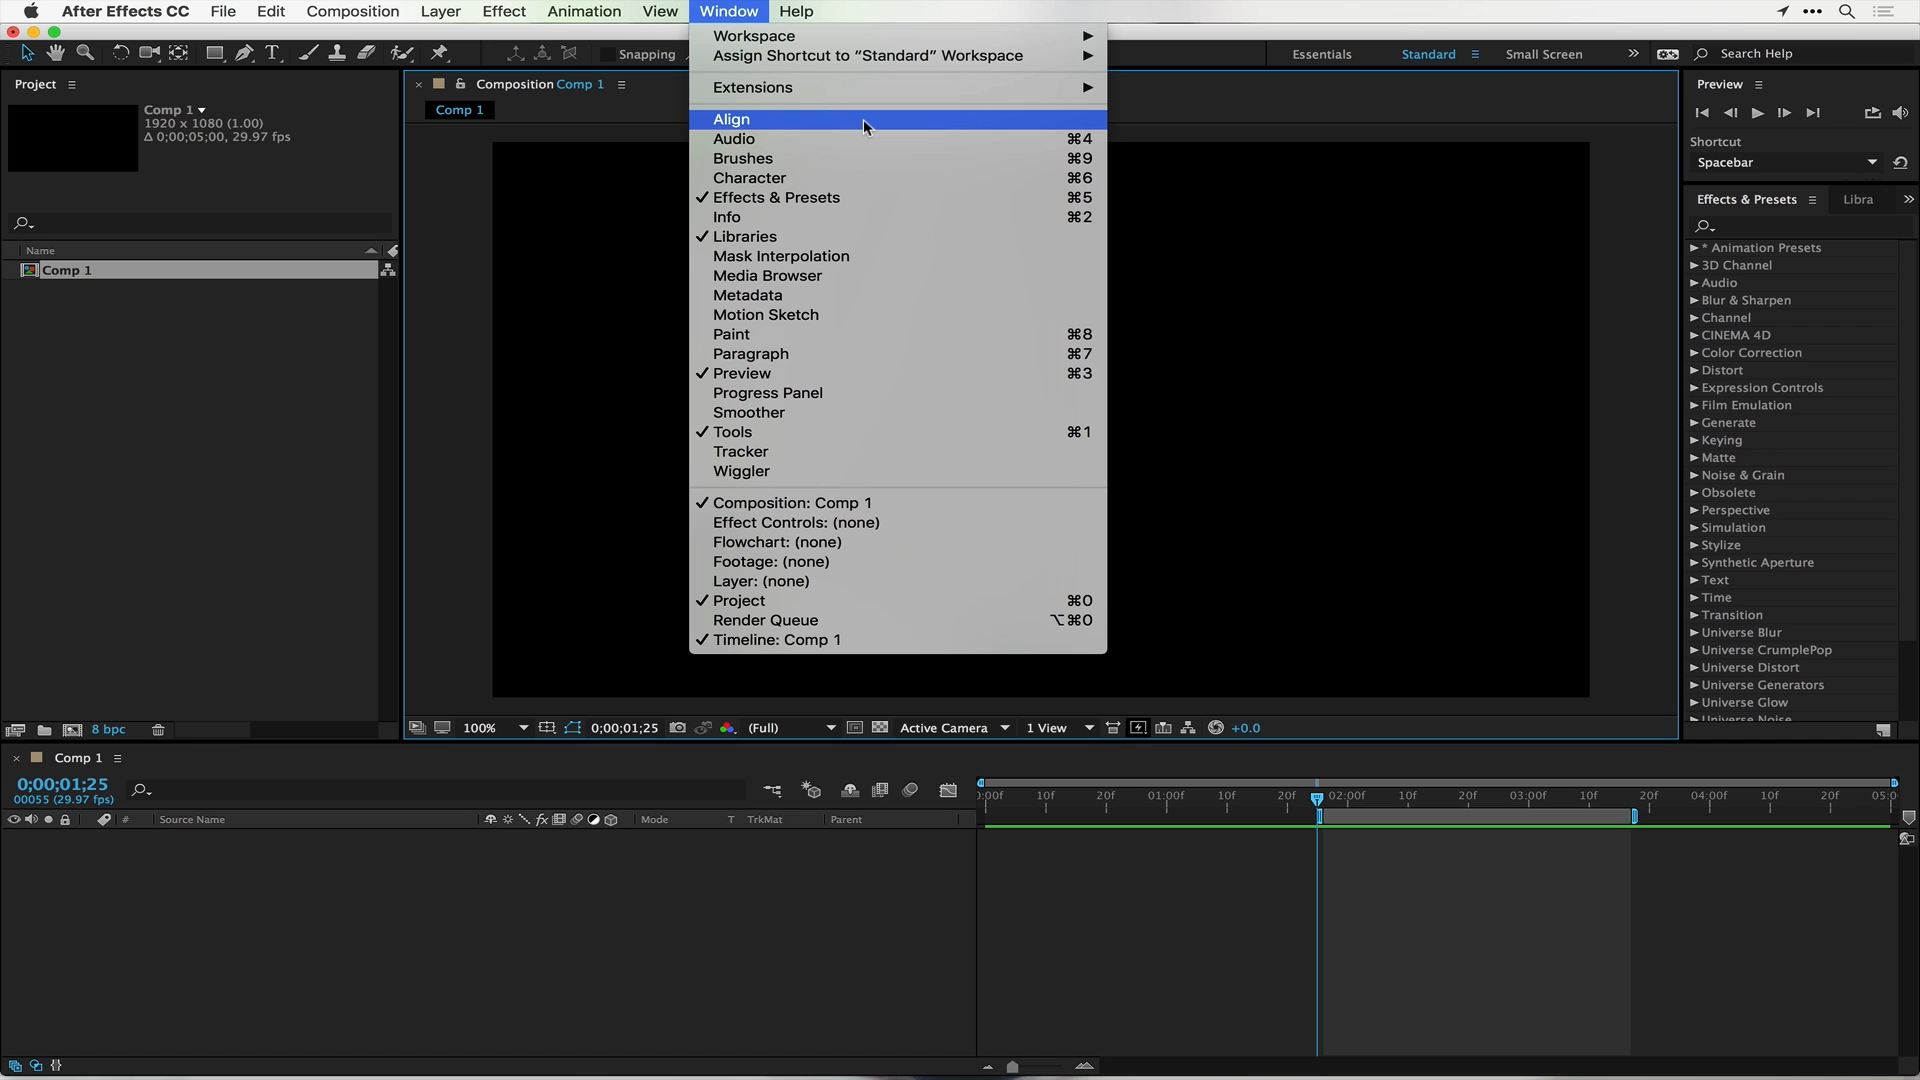 After Effects CC File Edit Composition Layer Effect Animation View Window Help
Snapping
Essentials Standard Small Screen Search Help
Project
Comp 1
1920 x 1080 (1.00)
Δ 0;00;05;00, 29.97 fps
Name
Comp 1
8 bpc
Composition Comp 1
Comp 1
Workspace
Assign Shortcut to “Standard” Workspace
Extensions
Align
Audio ⌘4
Brushes ⌘9
Character ⌘6
✓ Effects & Presets ⌘5
Info ⌘2
✓ Libraries
Mask Interpolation
Media Browser
Metadata
Motion Sketch
Paint ⌘8
Paragraph ⌘7
✓ Preview ⌘3
Progress Panel
Smoother
✓ Tools ⌘1
Tracker
Wiggler
✓ Composition: Comp 1
Effect Controls: (none)
Flowchart: (none)
Footage: (none)
Layer: (none)
✓ Project ⌘0
Render Queue ⌥⌘0
✓ Timeline: Comp 1
100% 0;00;01;25 (Full) Active Camera 1 View +0.0
Preview
Shortcut
Spacebar
Effects & Presets Libra
* Animation Presets
3D Channel
Audio
Blur & Sharpen
Channel
CINEMA 4D
Color Correction
Distort
Expression Controls
Film Emulation
Generate
Keying
Matte
Noise & Grain
Obsolete
Perspective
Simulation
Stylize
Synthetic Aperture
Text
Time
Transition
Universe Blur
Universe CrumplePop
Universe Distort
Universe Generators
Universe Glow
Universe Noise
Comp 1
0;00;01;25
00055 (29.97 fps)
# Source Name fx Mode T TrkMat Parent
):00f 10f 20f 01:00f 10f 20f 02:00f 10f 20f 03:00f 10f 20f 04:00f 10f 20f 05:0